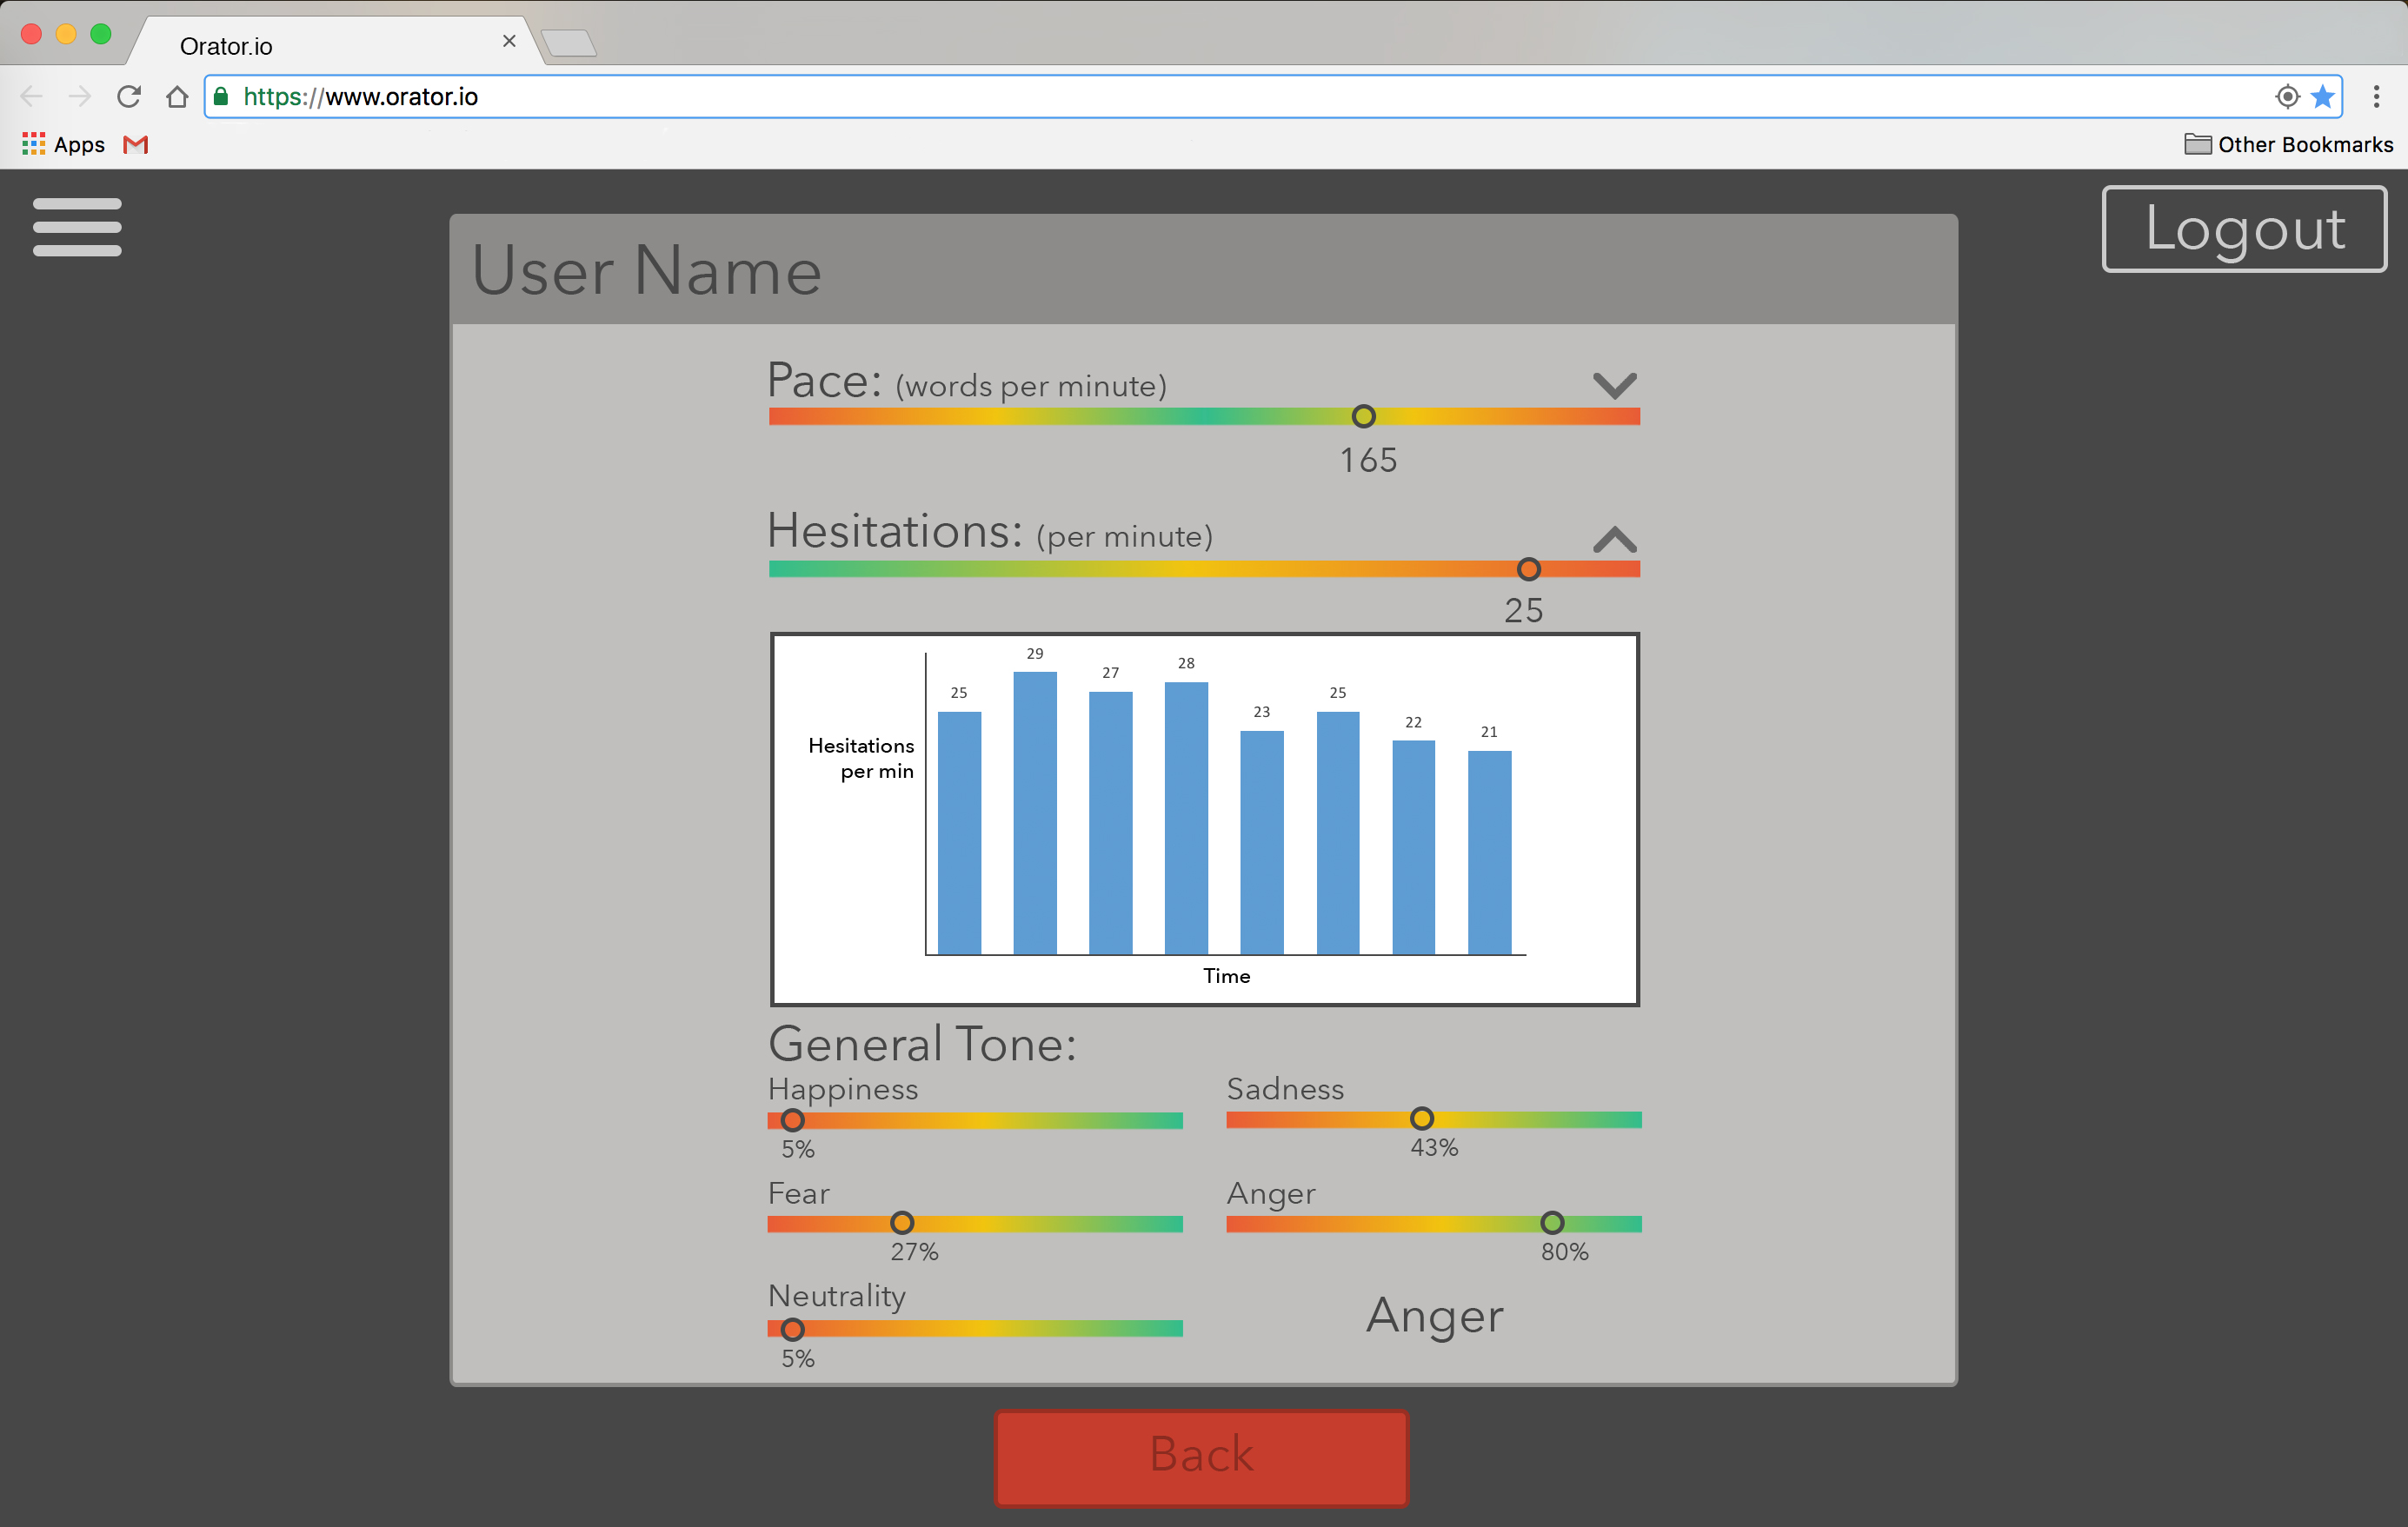 Orator.io
https://www.orator.io
Apps
Other Bookmarks
Logout
User Name
Pace: (words per minute)
165
Hesitations: (per minute)
25
25 29 27 28 23 25 22 21
Hesitations
per min
Time
General Tone:
Happiness
5%
Sadness
43%
Fear
27%
Anger
80%
Neutrality
5%
Anger
Back